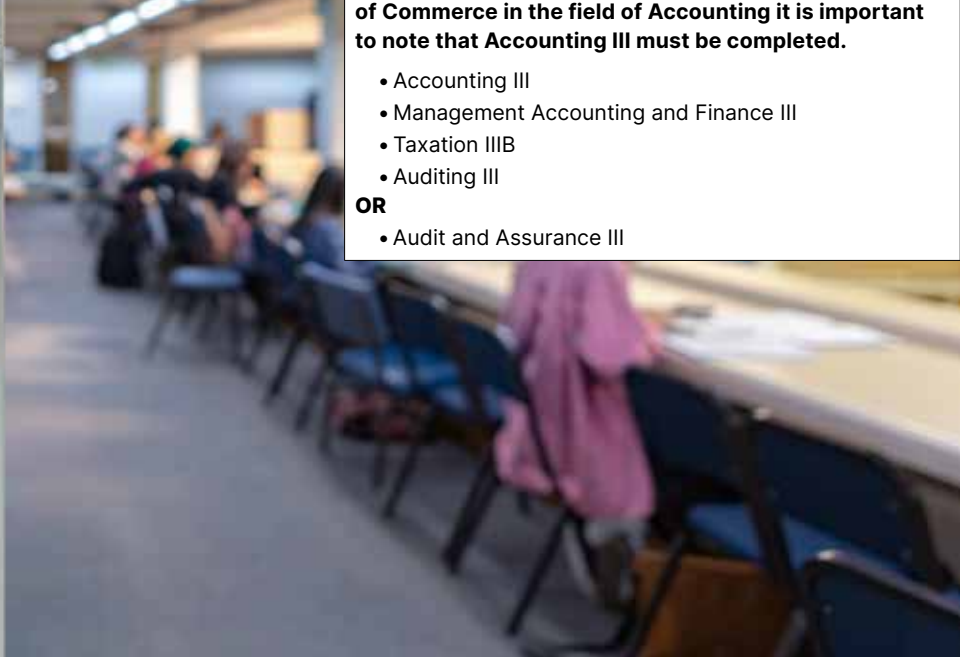 of Commerce in the field of Accounting it is important
to note that Accounting III must be completed.
• Accounting III
• Management Accounting and Finance III
• Taxation IIIB
• Auditing III
OR
• Audit and Assurance III